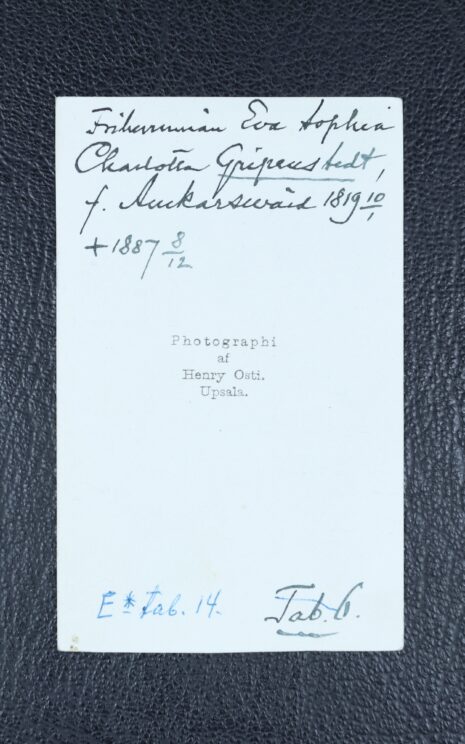 Friherrinnan Eva Sophia
Charlotta Gripenstedt,
f. Anckarswärd 1819 10/1
+ 1887 8/12
Photographi
af
Henry Osti.
Upsala.
E* tab. 14.
Tab. 6.